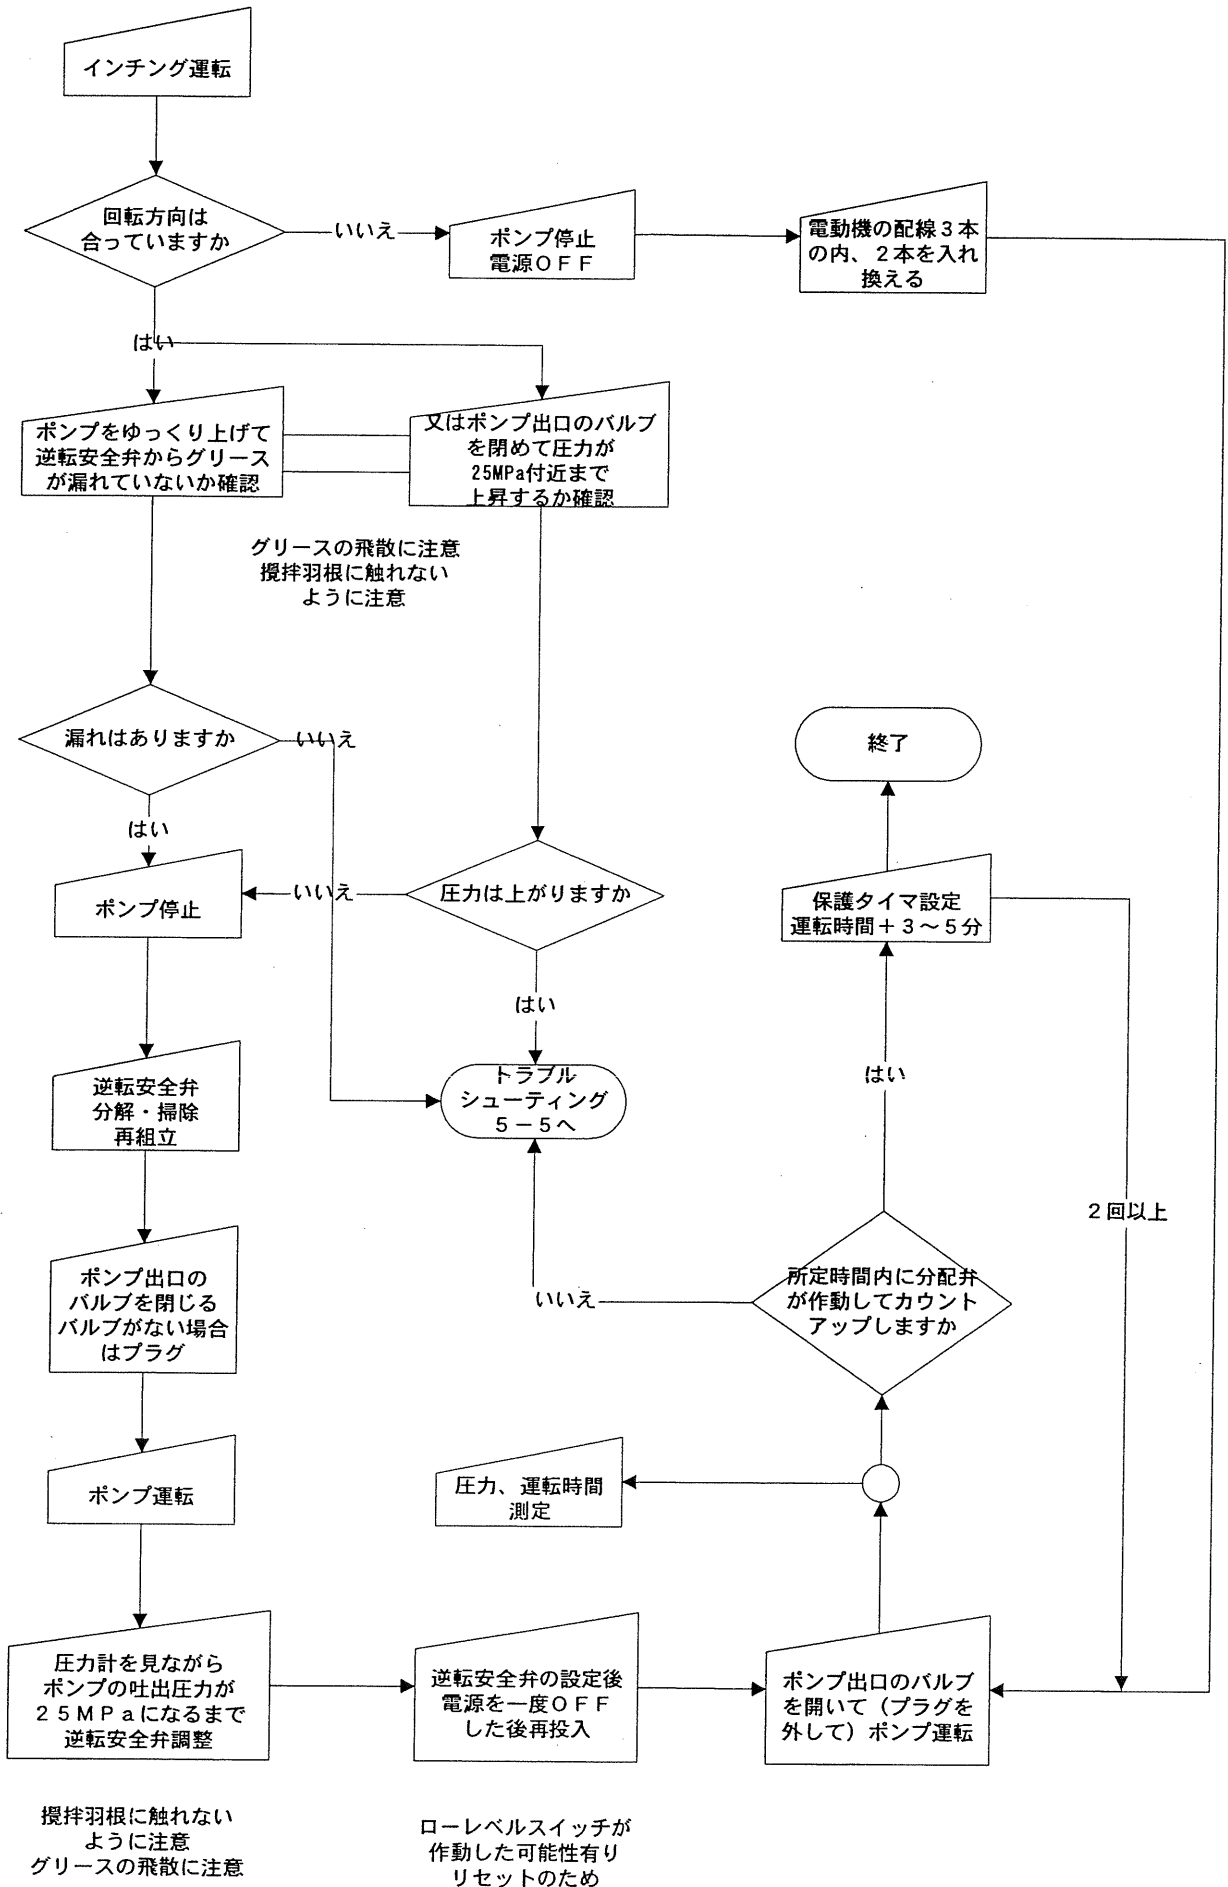 インチング運転
回転方向は
合っていますか
いいえ
ポンプ停止
電源ＯＦＦ
電動機の配線３本
の内、２本を入れ
換える
はい
ポンプをゆっくり上げて
逆転安全弁からグリース
が漏れていないか確認
又はポンプ出口のバルブ
を閉めて圧力が
25MPa付近まで
上昇するか確認
グリースの飛散に注意
攪拌羽根に触れない
ように注意
漏れはありますか
いいえ
終了
はい
ポンプ停止
いいえ
圧力は上がりますか
保護タイマ設定
運転時間＋３～５分
はい
逆転安全弁
分解・掃除
再組立
トラブル
シューティング
５－５へ
はい
２回以上
ポンプ出口の
バルブを閉じる
バルブがない場合
はプラグ
いいえ
所定時間内に分配弁
が作動してカウント
アップしますか
ポンプ運転
圧力、運転時間
測定
圧力計を見ながら
ポンプの吐出圧力が
２５ＭＰａになるまで
逆転安全弁調整
逆転安全弁の設定後
電源を一度ＯＦＦ
した後再投入
ポンプ出口のバルブ
を開いて（プラグを
外して）ポンプ運転
攪拌羽根に触れない
ように注意
グリースの飛散に注意
ローレベルスイッチが
作動した可能性有り
リセットのため